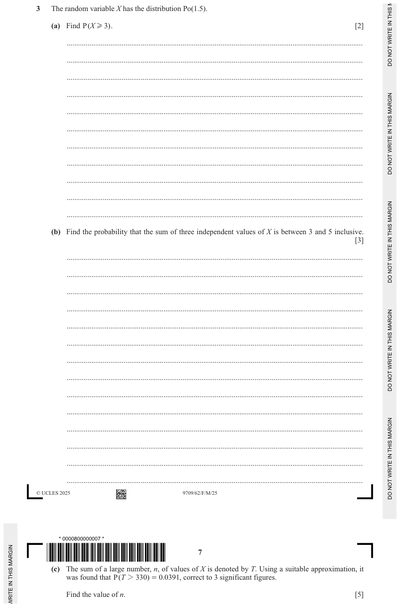 3 The random variable X has the distribution Po(1.5).
(a) Find P(X ⩾ 3). [2]
(b) Find the probability that the sum of three independent values of X is between 3 and 5 inclusive.
[3]
© UCLES 2025 9709/62/F/M/25
DO NOT WRITE IN THIS MARGIN
DO NOT WRITE IN THIS MARGIN
DO NOT WRITE IN THIS MARGIN
DO NOT WRITE IN THIS MARGIN
DO NOT WRITE IN THIS MARGIN
* 0000800000007 *
7
(c) The sum of a large number, n, of values of X is denoted by T. Using a suitable approximation, it
was found that P(T > 330) = 0.0391, correct to 3 significant figures.
Find the value of n. [5]
WRITE IN THIS MARGIN